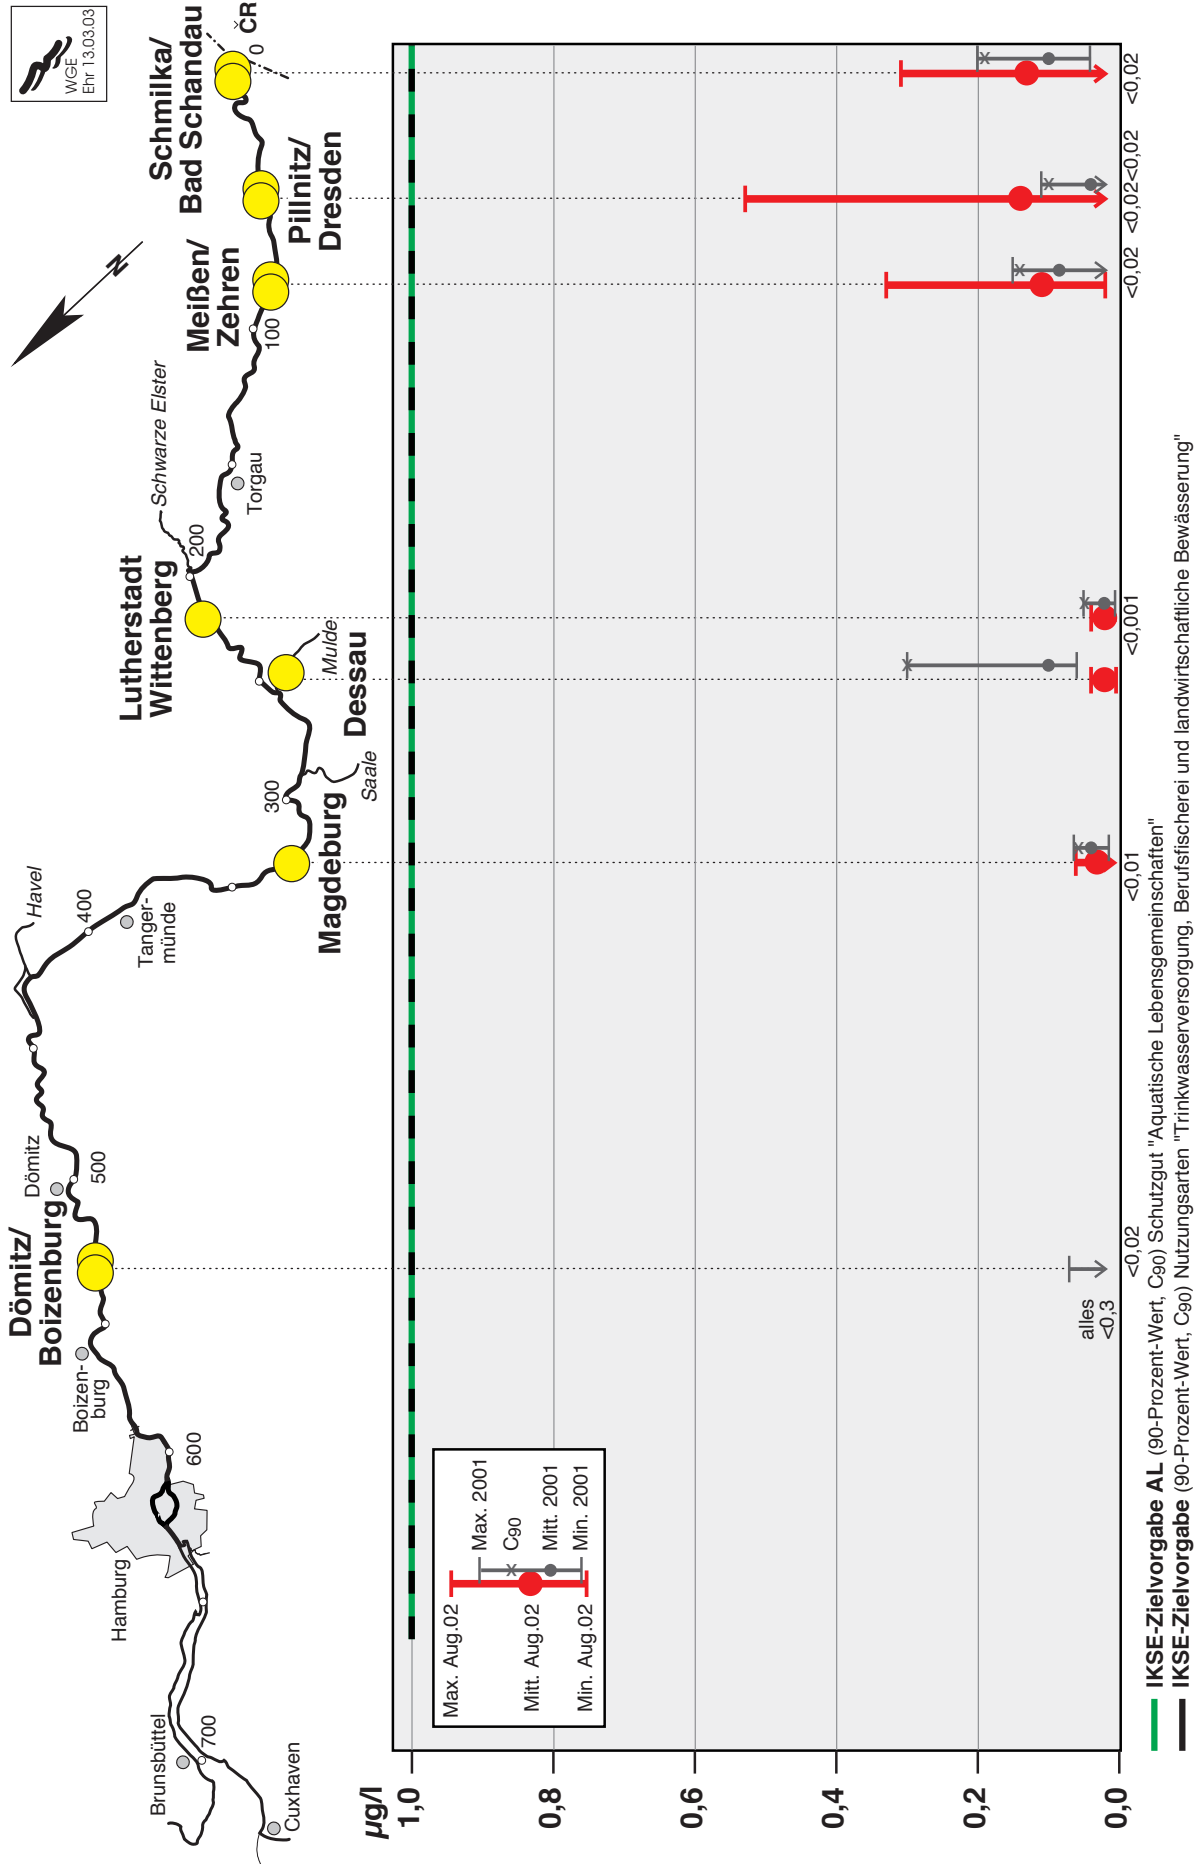 WGE
Ehr 13.03.03
Schmilka/
Bad Schandau
0
ČR
Pillnitz/
Dresden
N
Meißen/
Zehren
100
Schwarze Elster
Torgau
200
Lutherstadt
Wittenberg
Mulde
Dessau
Saale
300
Magdeburg
Havel
400
Tanger-
münde
Dömitz
500
Dömitz/
Boizenburg
Boizen-
burg
600
Hamburg
Brunsbüttel
700
Cuxhaven
µg/l
1,0
0,8
0,6
0,4
0,2
0,0
Max. Aug.02
Mitt. Aug.02
Min. Aug.02
Max. 2001
C90
Mitt. 2001
Min. 2001
alles
<0,3
<0,02
<0,01
<0,001
<0,02
<0,02
<0,02
<0,02
IKSE-Zielvorgabe AL (90-Prozent-Wert, C90) Schutzgut "Aquatische Lebensgemeinschaften"
IKSE-Zielvorgabe (90-Prozent-Wert, C90) Nutzungsarten "Trinkwasserversorgung, Berufsfischerei und landwirtschaftliche Bewässerung"